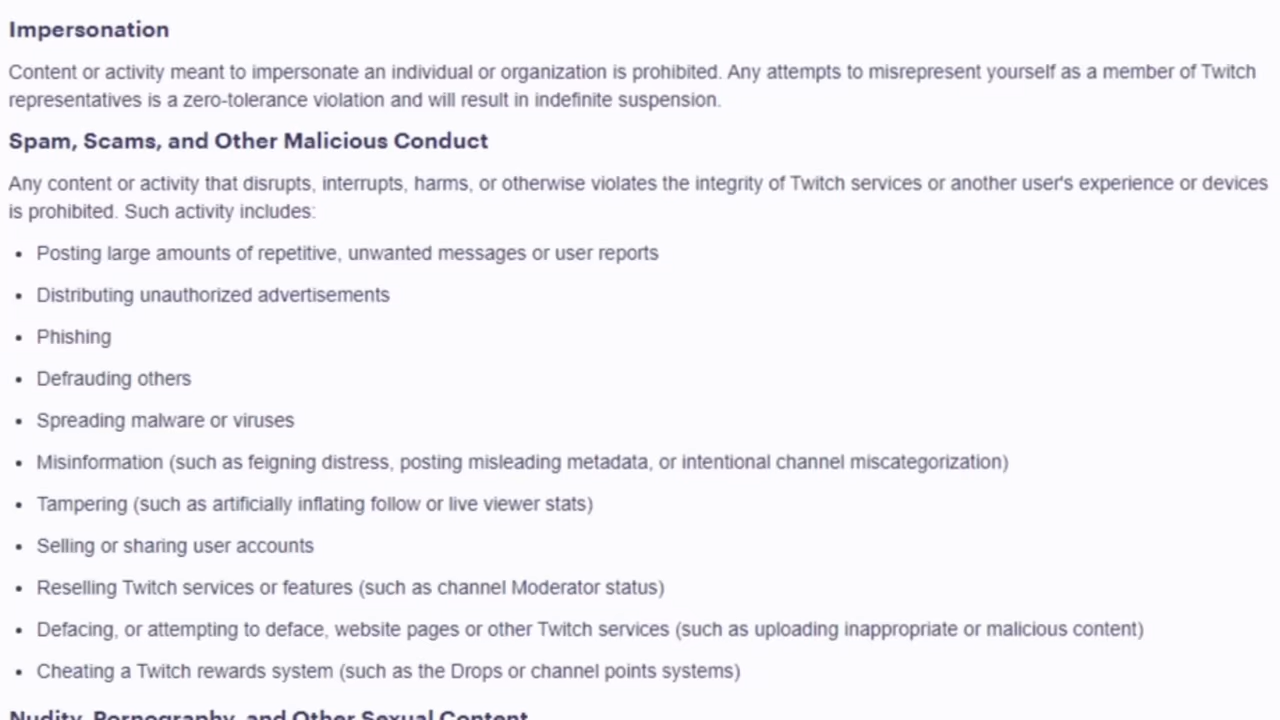 Impersonation
Content or activity meant to impersonate an individual or organization is prohibited. Any attempts to misrepresent yourself as a member of Twitch
representatives is a zero-tolerance violation and will result in indefinite suspension.
Spam, Scams, and Other Malicious Conduct
Any content or activity that disrupts, interrupts, harms, or otherwise violates the integrity of Twitch services or another user's experience or devices
is prohibited. Such activity includes:
• Posting large amounts of repetitive, unwanted messages or user reports
• Distributing unauthorized advertisements
• Phishing
• Defrauding others
• Spreading malware or viruses
• Misinformation (such as feigning distress, posting misleading metadata, or intentional channel miscategorization)
• Tampering (such as artificially inflating follow or live viewer stats)
• Selling or sharing user accounts
• Reselling Twitch services or features (such as channel Moderator status)
• Defacing, or attempting to deface, website pages or other Twitch services (such as uploading inappropriate or malicious content)
• Cheating a Twitch rewards system (such as the Drops or channel points systems)
Nudity, Pornography, and Other Sexual Content